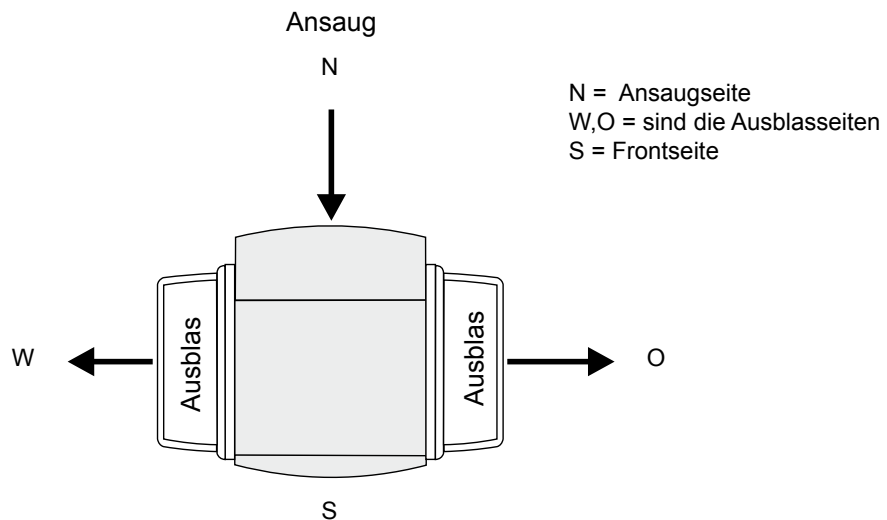 Ansaug
N
N = Ansaugseite
W,O = sind die Ausblasseiten
S = Frontseite
W
Ausblas
Ausblas
O
S